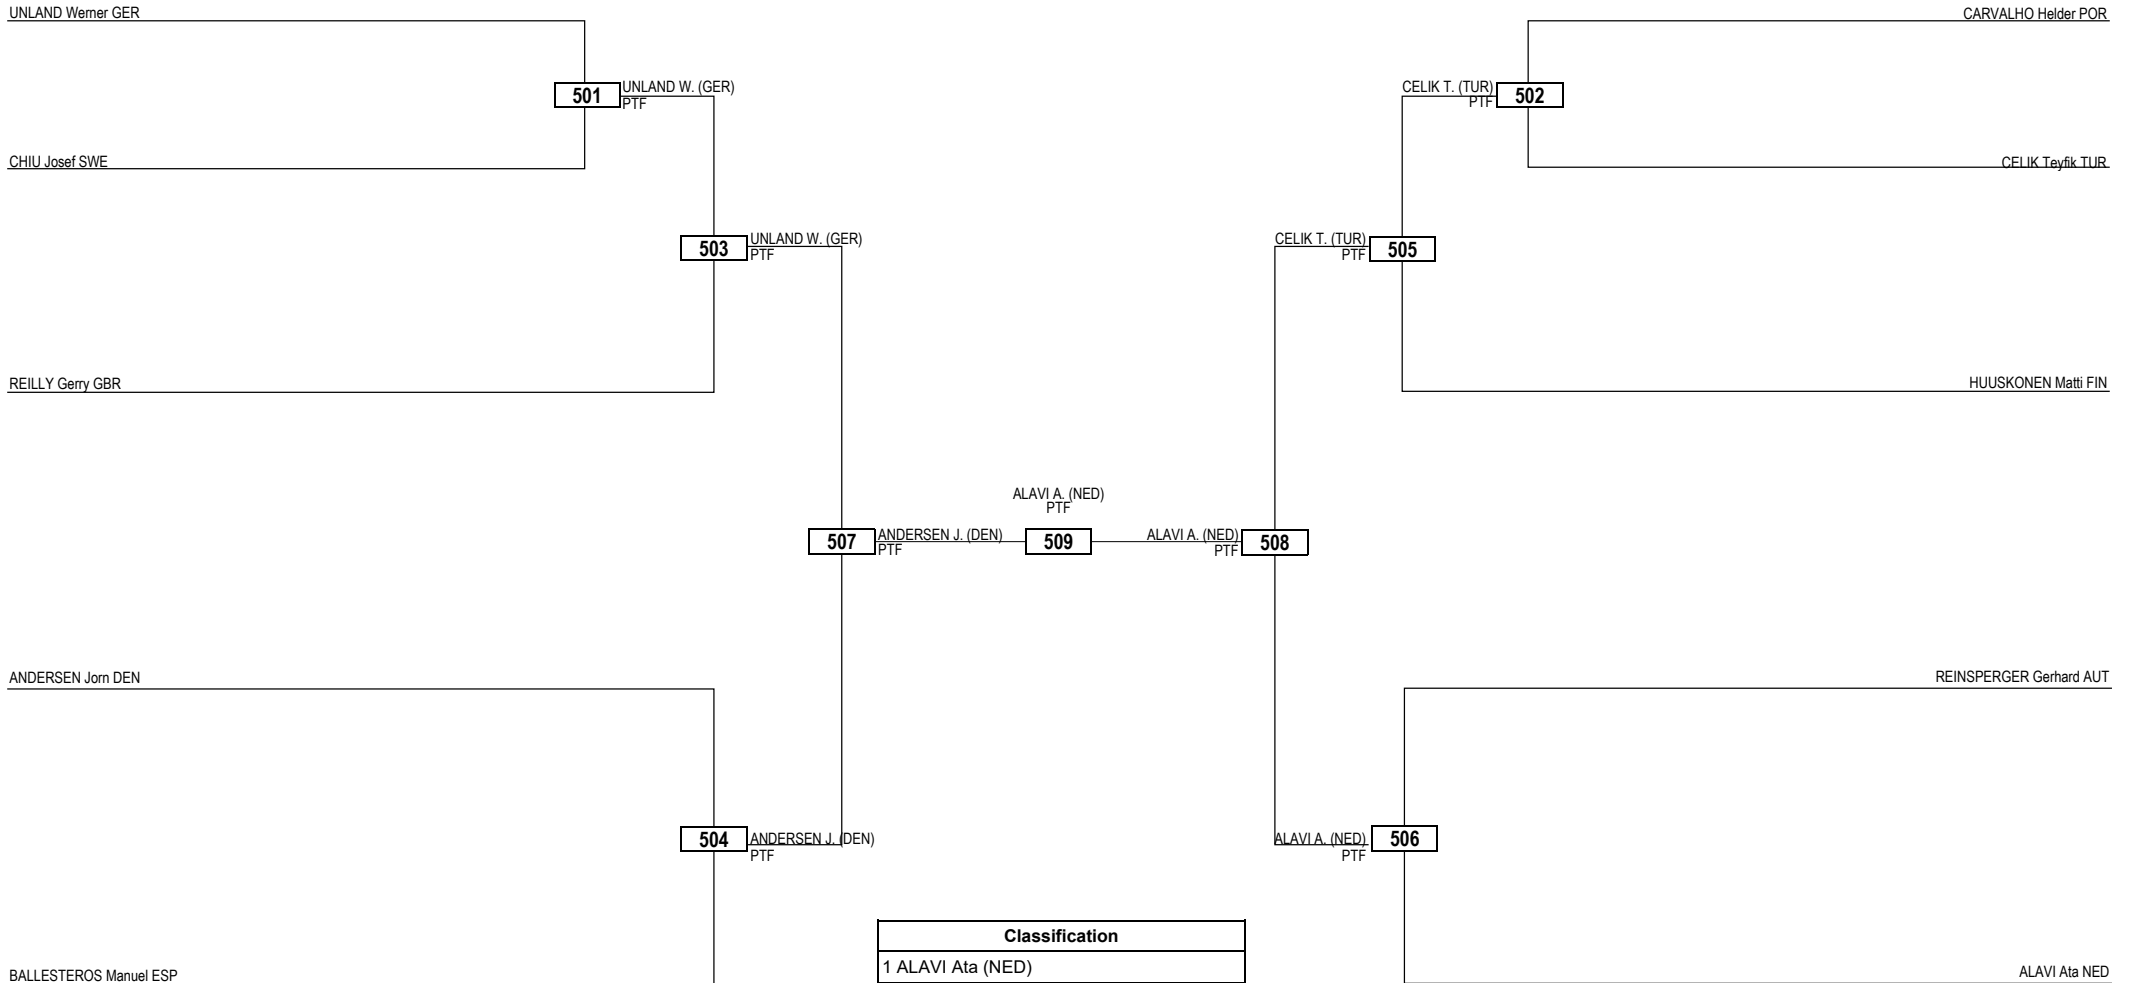 UNLAND Werner GER
CARVALHO Helder POR
501
UNLAND W. (GER)
PTF
CELIK T. (TUR)
PTF
502
CHIU Josef SWE
CELIK Teyfik TUR
503
UNLAND W. (GER)
PTF
CELIK T. (TUR)
PTF
505
REILLY Gerry GBR
HUUSKONEN Matti FIN
ALAVI A. (NED)
PTF
507
ANDERSEN J. (DEN)
PTF
509
ALAVI A. (NED)
PTF
508
ANDERSEN Jorn DEN
REINSPERGER Gerhard AUT
504
ANDERSEN J. (DEN)
PTF
ALAVI A. (NED)
PTF
506
Classification
1 ALAVI Ata (NED)
BALLESTEROS Manuel ESP
ALAVI Ata NED